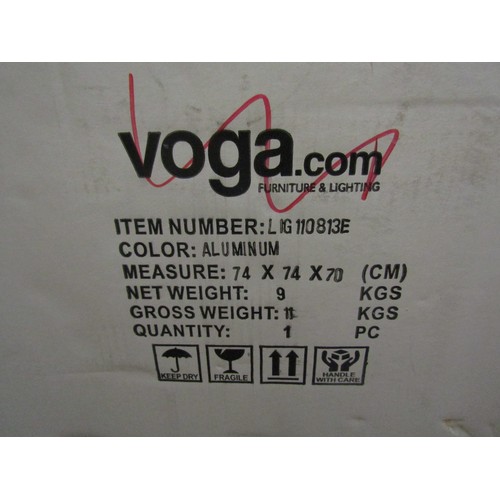 voga.com
FURNITURE & LIGHTING
ITEM NUMBER: LIG110813E
COLOR: ALUMINUM
MEASURE: 74 X 74 X 70 (CM)
NET WEIGHT: 9 KGS
GROSS WEIGHT: 11 KGS
QUANTITY: 1 PC
KEEP DRY FRAGILE HANDLE WITH CARE